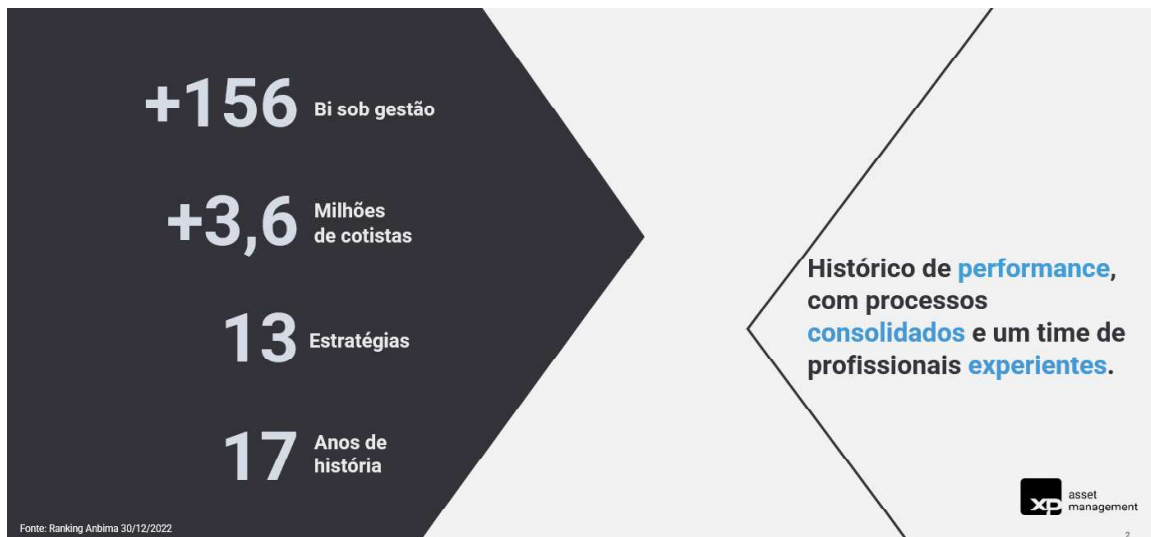 +156 Bi sob gestão
+3,6 Milhões
de cotistas
13 Estratégias
17 Anos de
história
Histórico de performance,
com processos
consolidados e um time de
profissionais experientes.
xp asset
management
Fonte: Ranking Anbima 30/12/2022
2